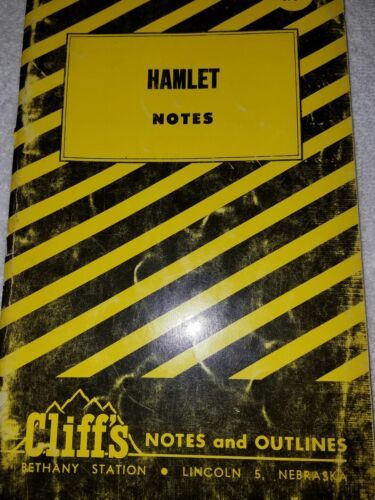 HAMLET
NOTES
Cliff's NOTES and OUTLINES
BETHANY STATION • LINCOLN 5, NEBRASKA